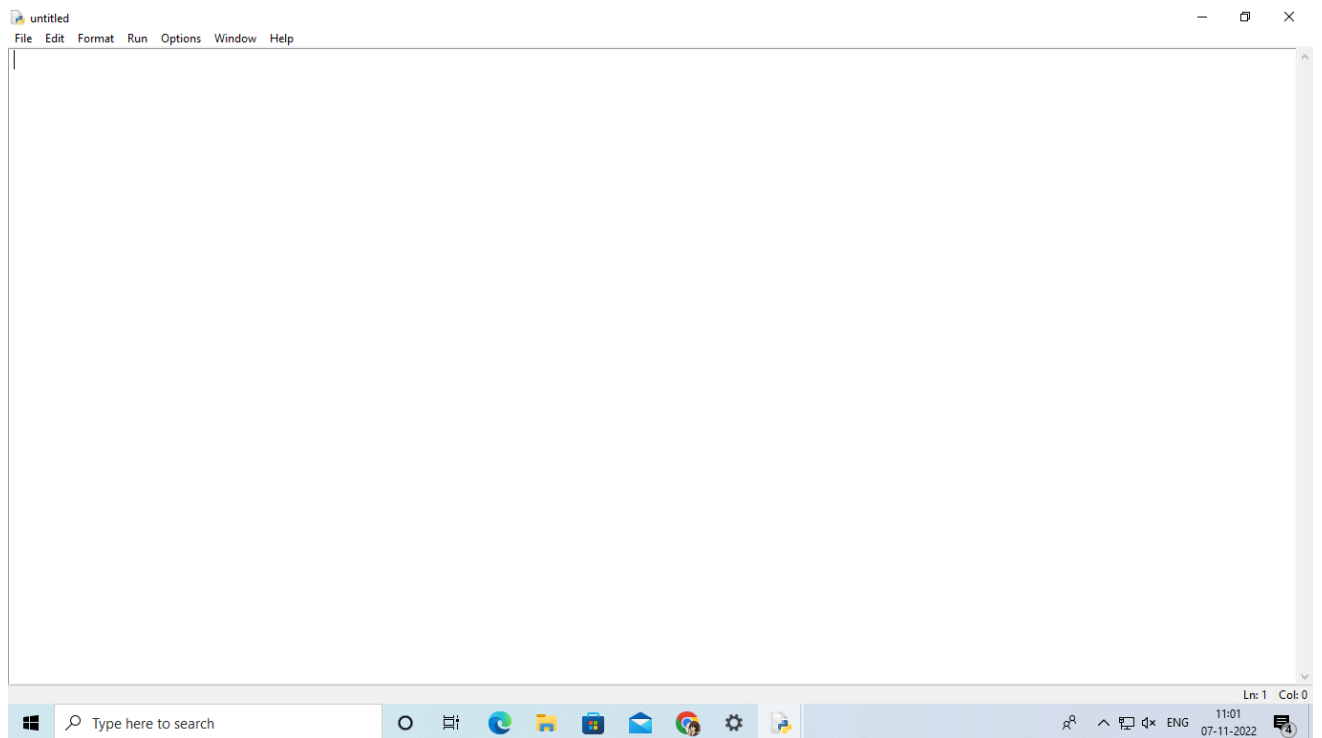 untitled
File Edit Format Run Options Window Help
Ln: 1 Col: 0
Type here to search
ENG
11:01
07-11-2022
4